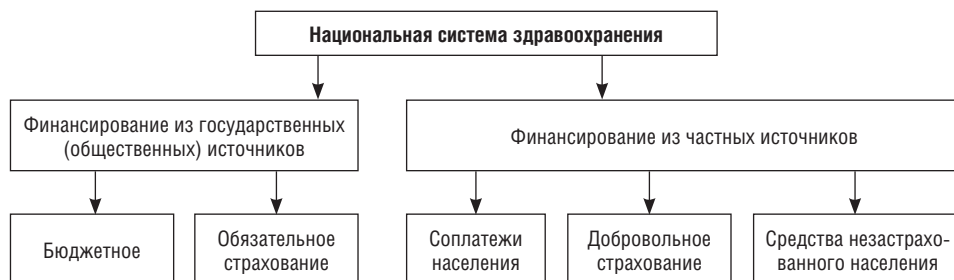 Национальная система здравоохранения
Финансирование из государственных
(общественных) источников
Финансирование из частных источников
Бюджетное
Обязательное
страхование
Соплатежи
населения
Добровольное
страхование
Средства незастрахо-
ванного населения